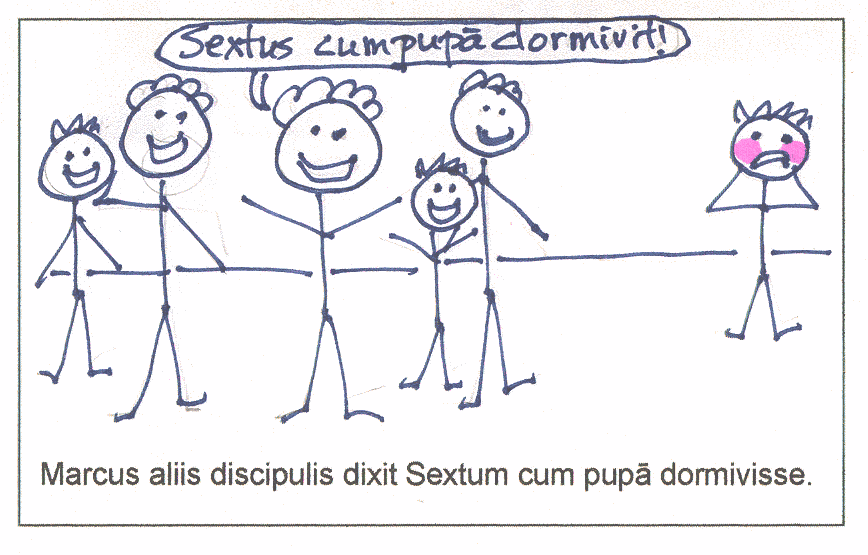 Sextus cum pupā dormivit!
Marcus aliis discipulis dixit Sextum cum pupā dormivisse.